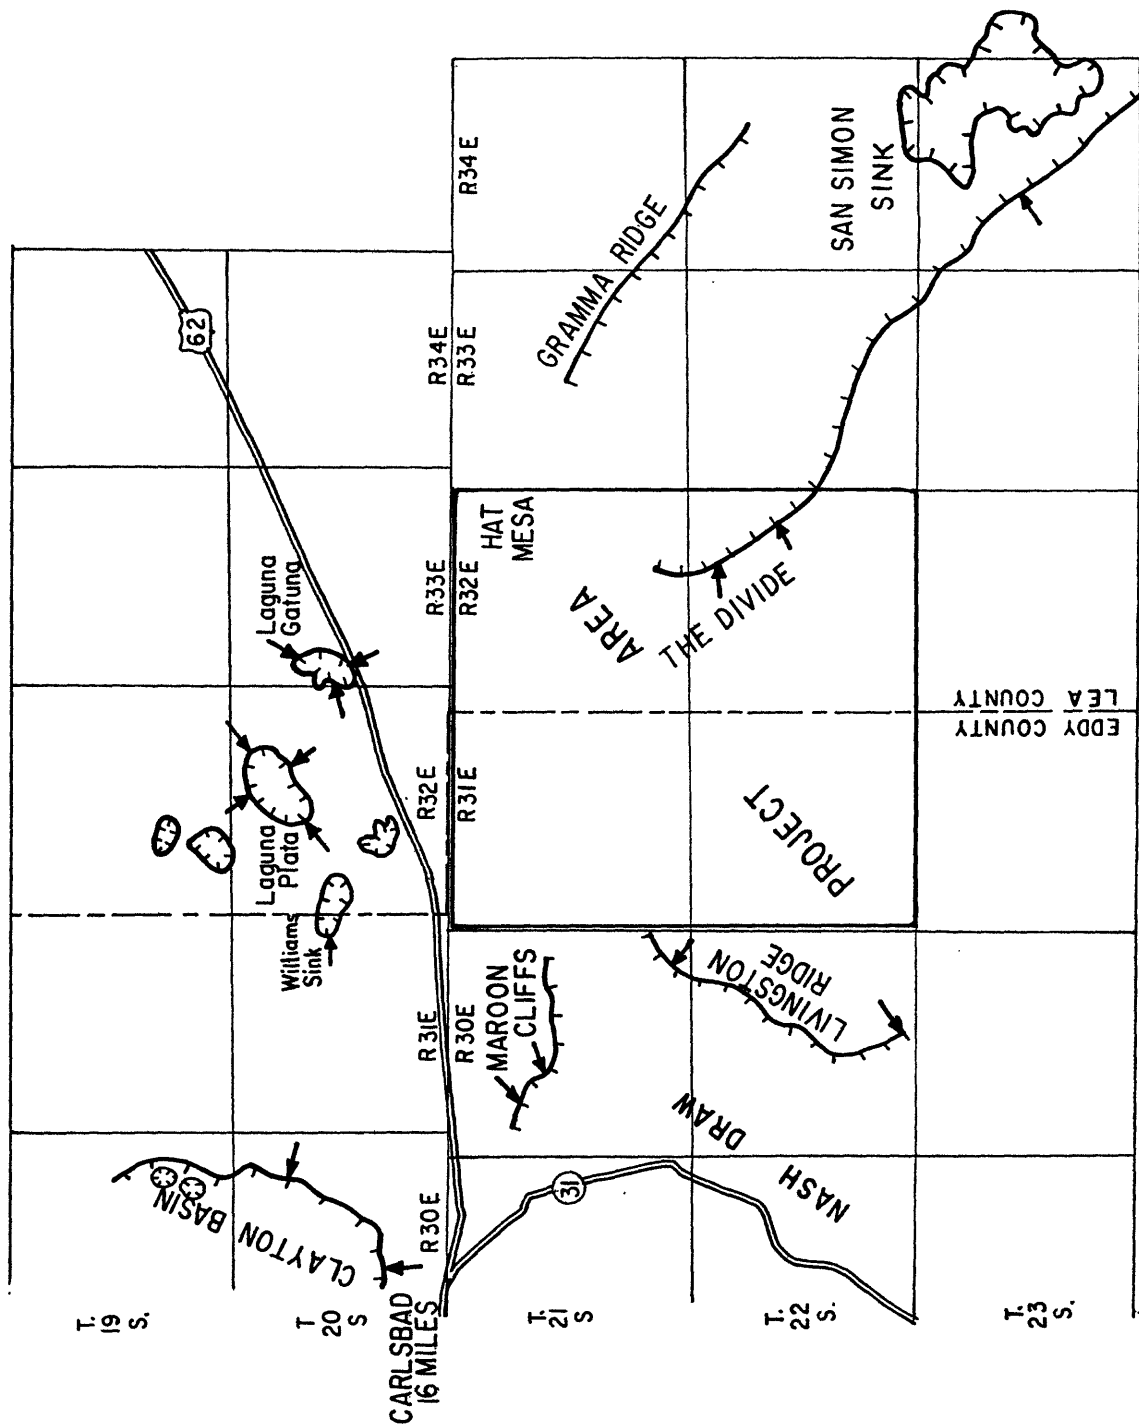 T.
19
S.
T
20
S
T.
21
S
T.
22
S.
T.
23
S.
62
Laguna
Gatuna
Laguna
Plata
Williams
Sink
CLAYTON BASIN
CARLSBAD
16 MILES
R30E
R31E
R30E
R32E
R31E
R33E
R32E
R34E
R33E
R34E
MAROON
CLIFFS
HAT
MESA
GRAMMA RIDGE
31
NASH
DRAW
LIVINGSTON
RIDGE
PROJECT
AREA
THE DIVIDE
SAN SIMON
SINK
EDDY COUNTY
LEA COUNTY